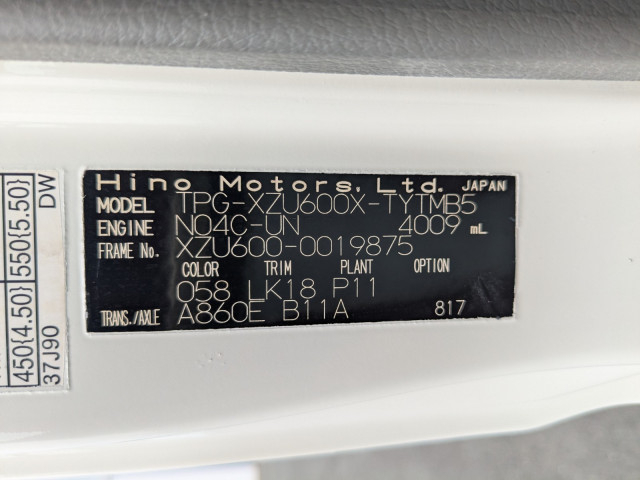 Hino Motors, Ltd. JAPAN
MODEL TPG-XZU600X-TYTMB5
ENGINE N04C-UN 4009 mL
FRAME No. XZU600-0019875
COLOR TRIM PLANT OPTION
058 LK18 P11
TRANS./AXLE A860E B11A 817
450{4.50} 550{5.50}
37J90 DW